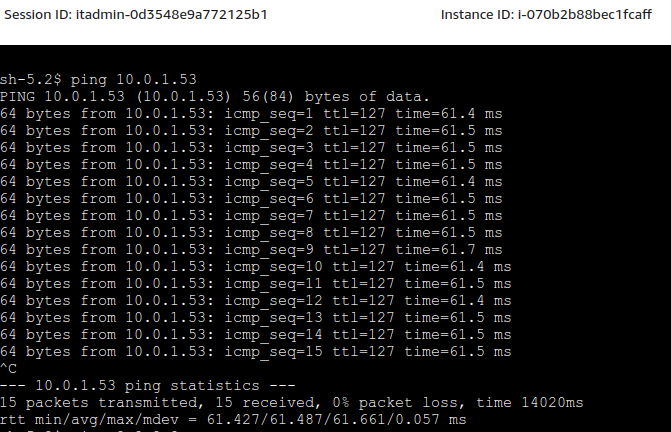 Session ID: itadmin-0d3548e9a772125b1 Instance ID: i-070b2b88bec1fcaff
sh-5.2$ ping 10.0.1.53
PING 10.0.1.53 (10.0.1.53) 56(84) bytes of data.
64 bytes from 10.0.1.53: icmp_seq=1 ttl=127 time=61.4 ms
64 bytes from 10.0.1.53: icmp_seq=2 ttl=127 time=61.5 ms
64 bytes from 10.0.1.53: icmp_seq=3 ttl=127 time=61.5 ms
64 bytes from 10.0.1.53: icmp_seq=4 ttl=127 time=61.5 ms
64 bytes from 10.0.1.53: icmp_seq=5 ttl=127 time=61.4 ms
64 bytes from 10.0.1.53: icmp_seq=6 ttl=127 time=61.5 ms
64 bytes from 10.0.1.53: icmp_seq=7 ttl=127 time=61.5 ms
64 bytes from 10.0.1.53: icmp_seq=8 ttl=127 time=61.5 ms
64 bytes from 10.0.1.53: icmp_seq=9 ttl=127 time=61.7 ms
64 bytes from 10.0.1.53: icmp_seq=10 ttl=127 time=61.4 ms
64 bytes from 10.0.1.53: icmp_seq=11 ttl=127 time=61.5 ms
64 bytes from 10.0.1.53: icmp_seq=12 ttl=127 time=61.4 ms
64 bytes from 10.0.1.53: icmp_seq=13 ttl=127 time=61.5 ms
64 bytes from 10.0.1.53: icmp_seq=14 ttl=127 time=61.5 ms
64 bytes from 10.0.1.53: icmp_seq=15 ttl=127 time=61.5 ms
^C
--- 10.0.1.53 ping statistics ---
15 packets transmitted, 15 received, 0% packet loss, time 14020ms
rtt min/avg/max/mdev = 61.427/61.487/61.661/0.057 ms